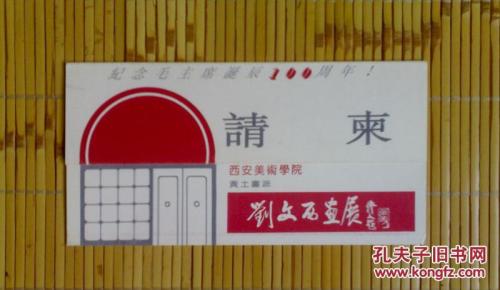 紀念毛主席誕辰100周年！
請柬
西安美術學院
黃土畫派
劉文西畫展
孔夫子旧书网
www.kongfz.com